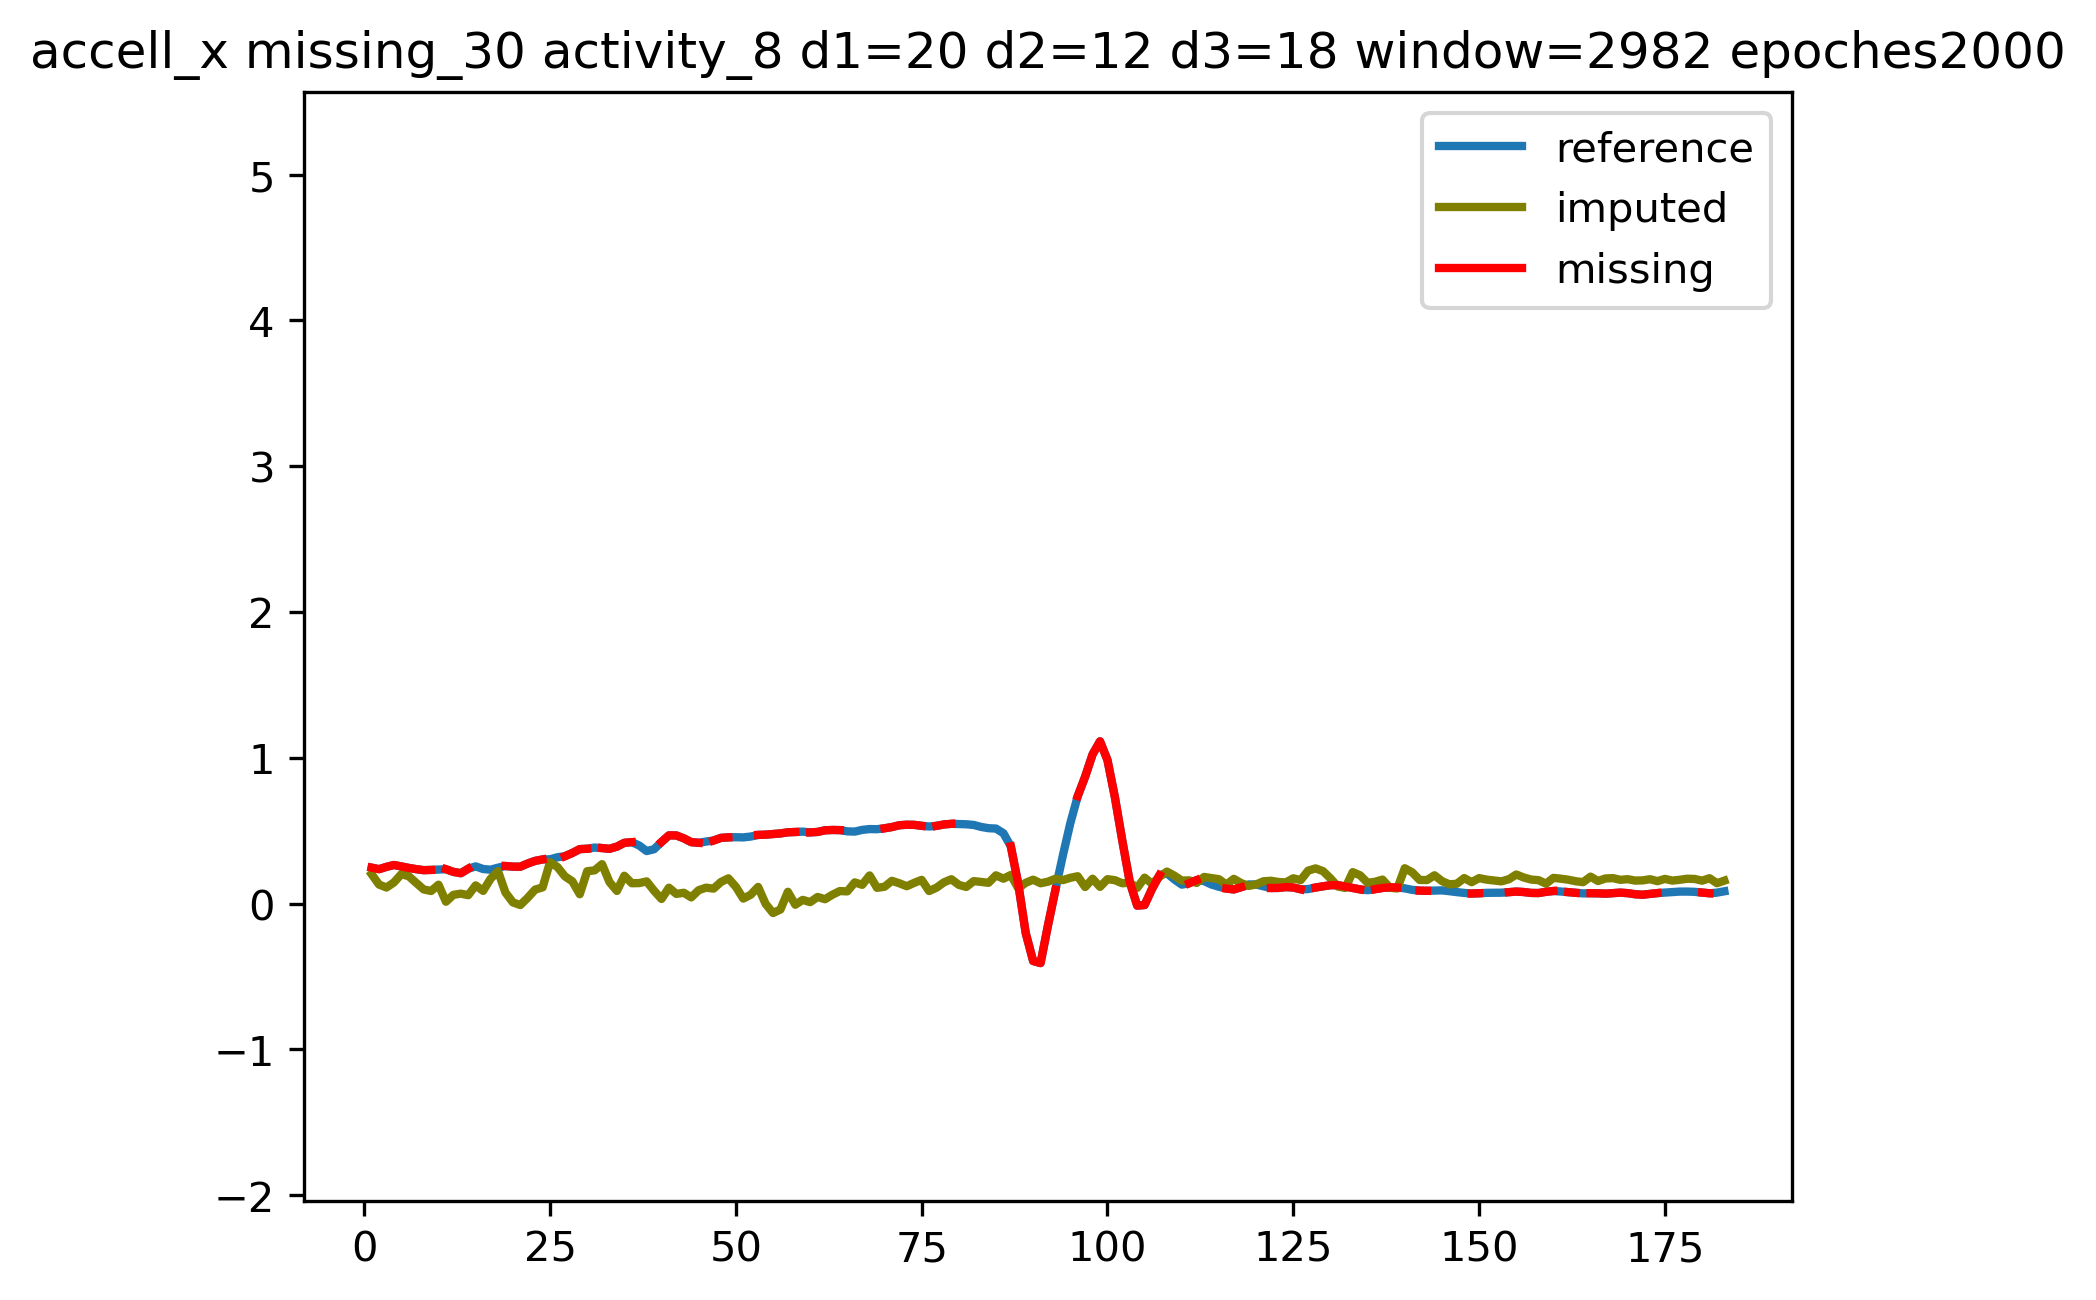 accell_x missing_30 activity_8 d1=20 d2=12 d3=18 window=2982 epoches2000
reference
imputed
missing
5
4
3
2
1
0
−1
−2
0 25 50 75 100 125 150 175